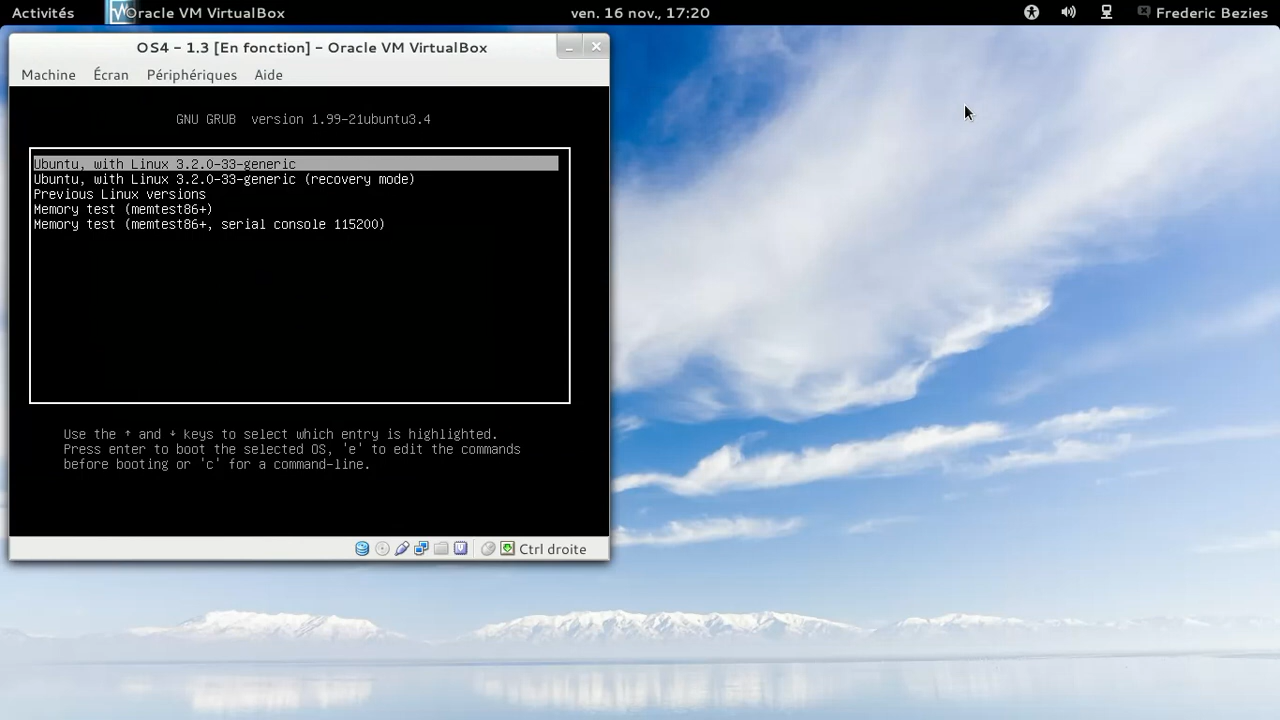 Activités
Oracle VM VirtualBox
ven. 16 nov., 17:20
Frederic Bezies
OS4 – 1.3 [En fonction] – Oracle VM VirtualBox
Machine Écran Périphériques Aide
GNU GRUB version 1.99-21ubuntu3.4
Ubuntu, with Linux 3.2.0-33-generic
Ubuntu, with Linux 3.2.0-33-generic (recovery mode)
Previous Linux versions
Memory test (memtest86+)
Memory test (memtest86+, serial console 115200)
Use the ↑ and ↓ keys to select which entry is highlighted.
Press enter to boot the selected OS, 'e' to edit the commands
before booting or 'c' for a command-line.
Ctrl droite